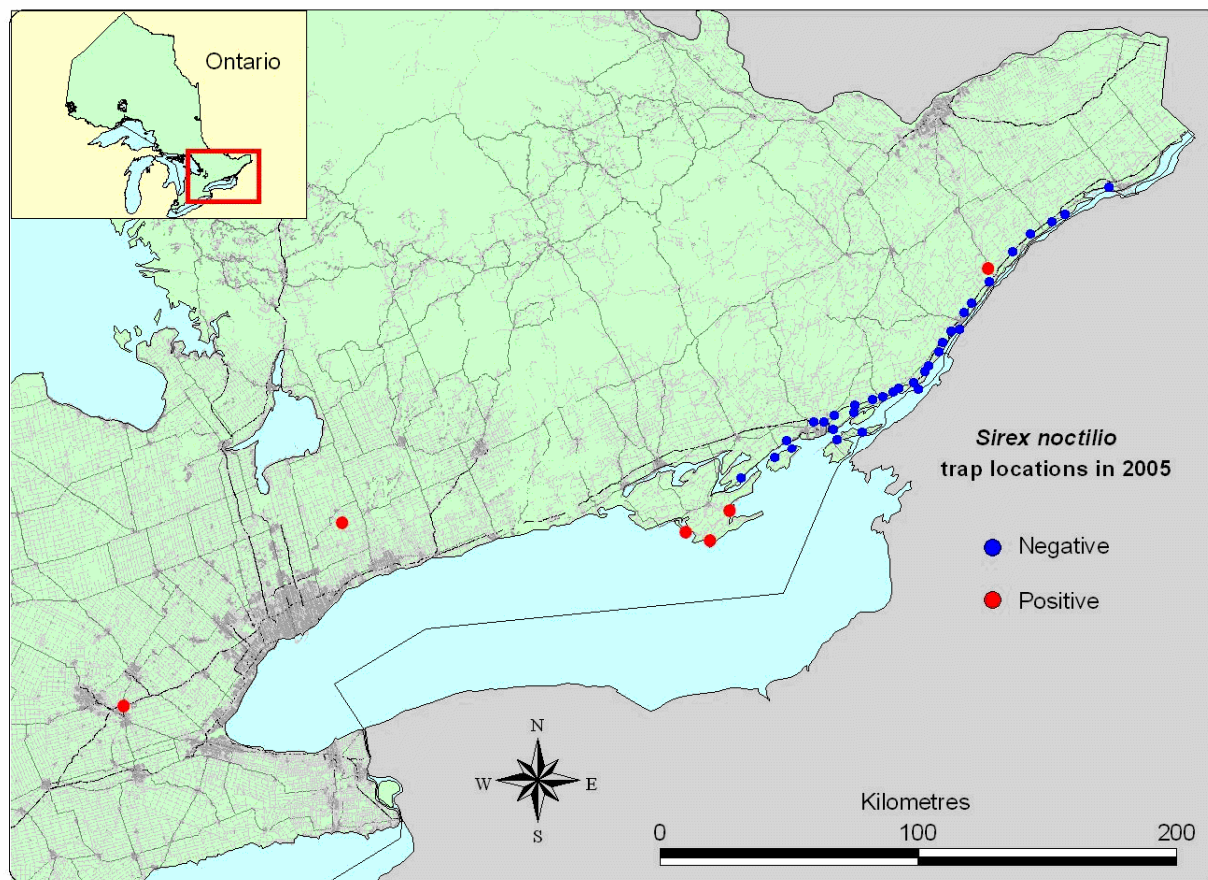 Ontario
Sirex noctilio
trap locations in 2005
Negative
Positive
N
W E
S
Kilometres
0 100 200